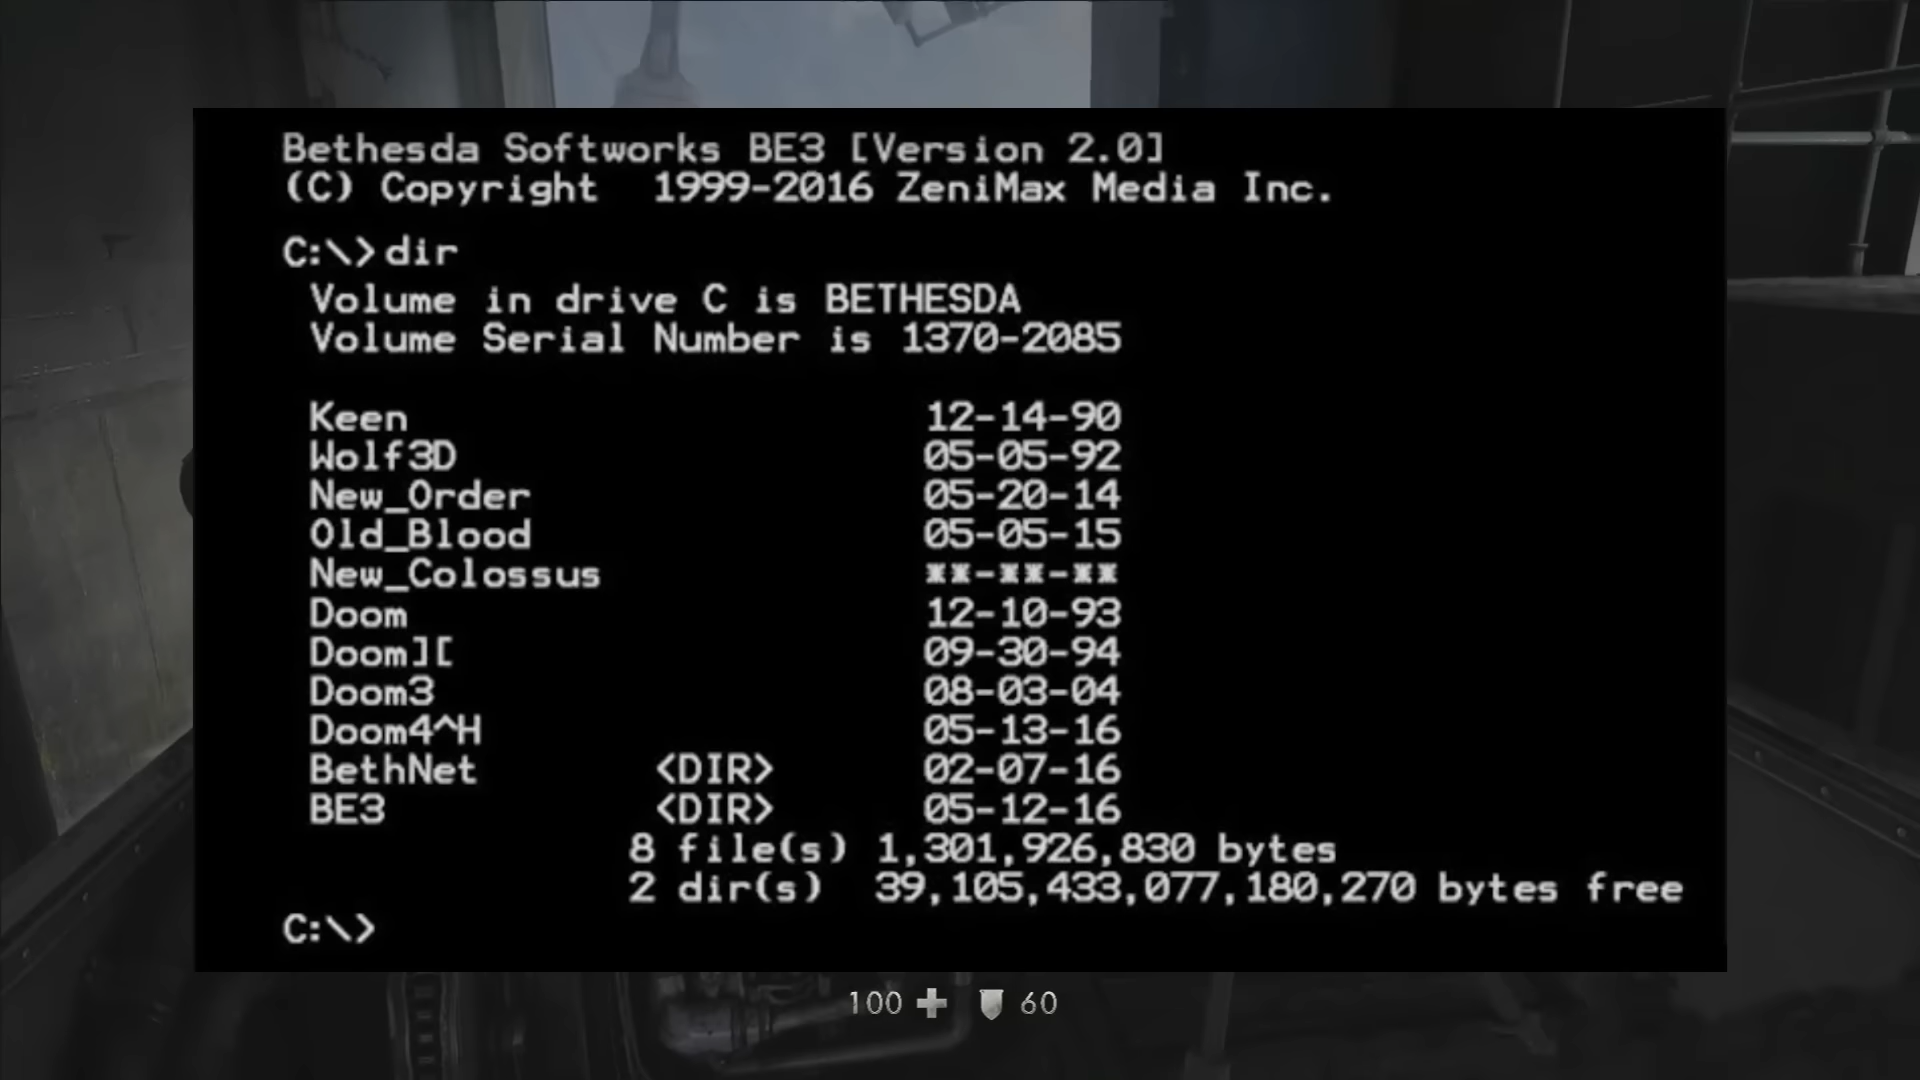 Bethesda Softworks BE3 [Version 2.0]
(C) Copyright  1999-2016 ZeniMax Media Inc.
C:\>dir
Volume in drive C is BETHESDA
Volume Serial Number is 1370-2085
Keen 12-14-90
Wolf3D 05-05-92
New_Order 05-20-14
Old_Blood 05-05-15
New_Colossus **-**-**
Doom 12-10-93
Doom][ 09-30-94
Doom3 08-03-04
Doom4^H 05-13-16
BethNet <DIR> 02-07-16
BE3 <DIR> 05-12-16
8 file(s) 1,301,926,830 bytes
2 dir(s) 39,105,433,077,180,270 bytes free
C:\>
100 60